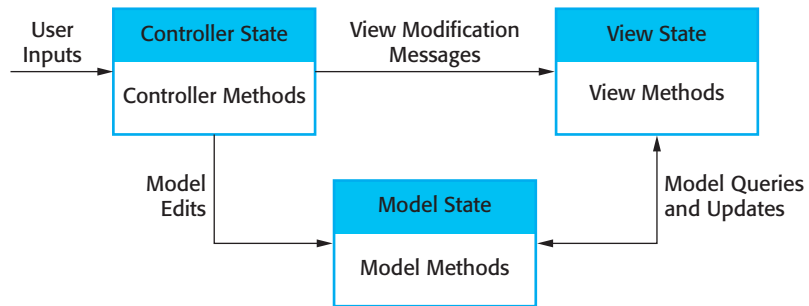 User
Inputs
Controller State
Controller Methods
View Modification
Messages
View State
View Methods
Model
Edits
Model State
Model Methods
Model Queries
and Updates